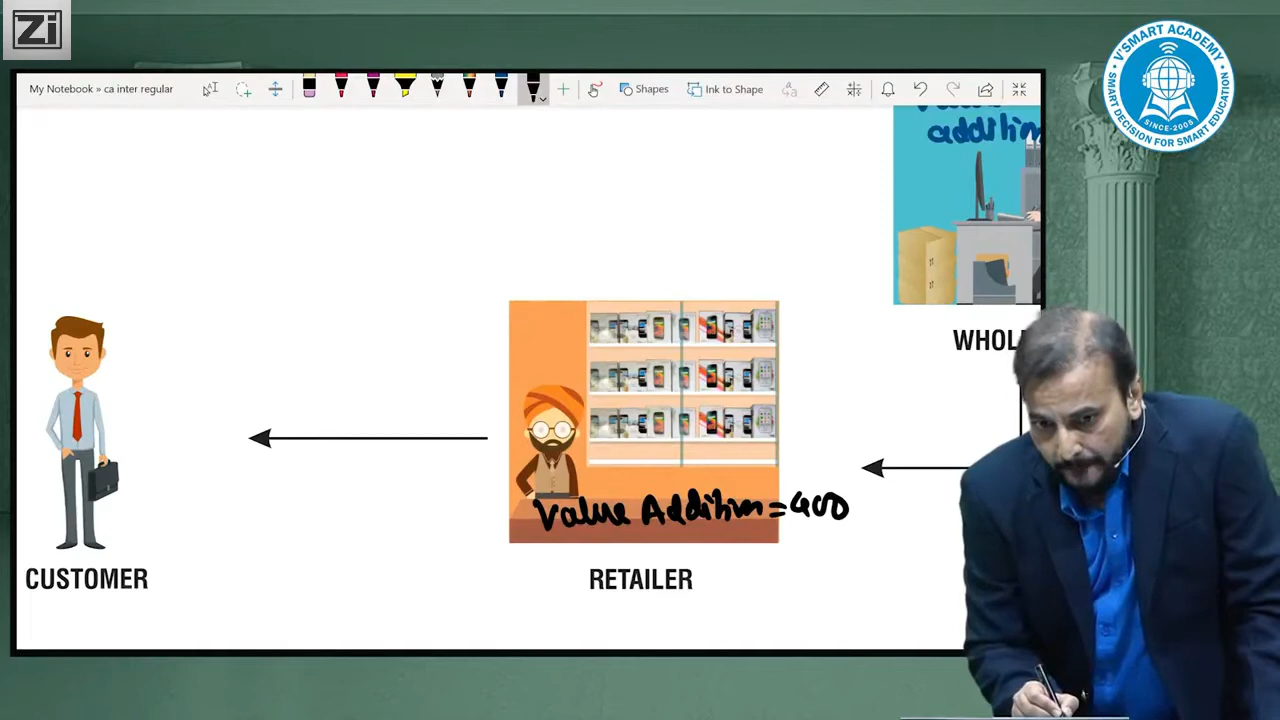 Zi
My Notebook » ca inter regular
Shapes
Ink to Shape
V'SMART ACADEMY
SINCE-2005
SMART DECISION FOR SMART EDUCATION
addition
WHOL
Value Addition = 400
CUSTOMER
RETAILER